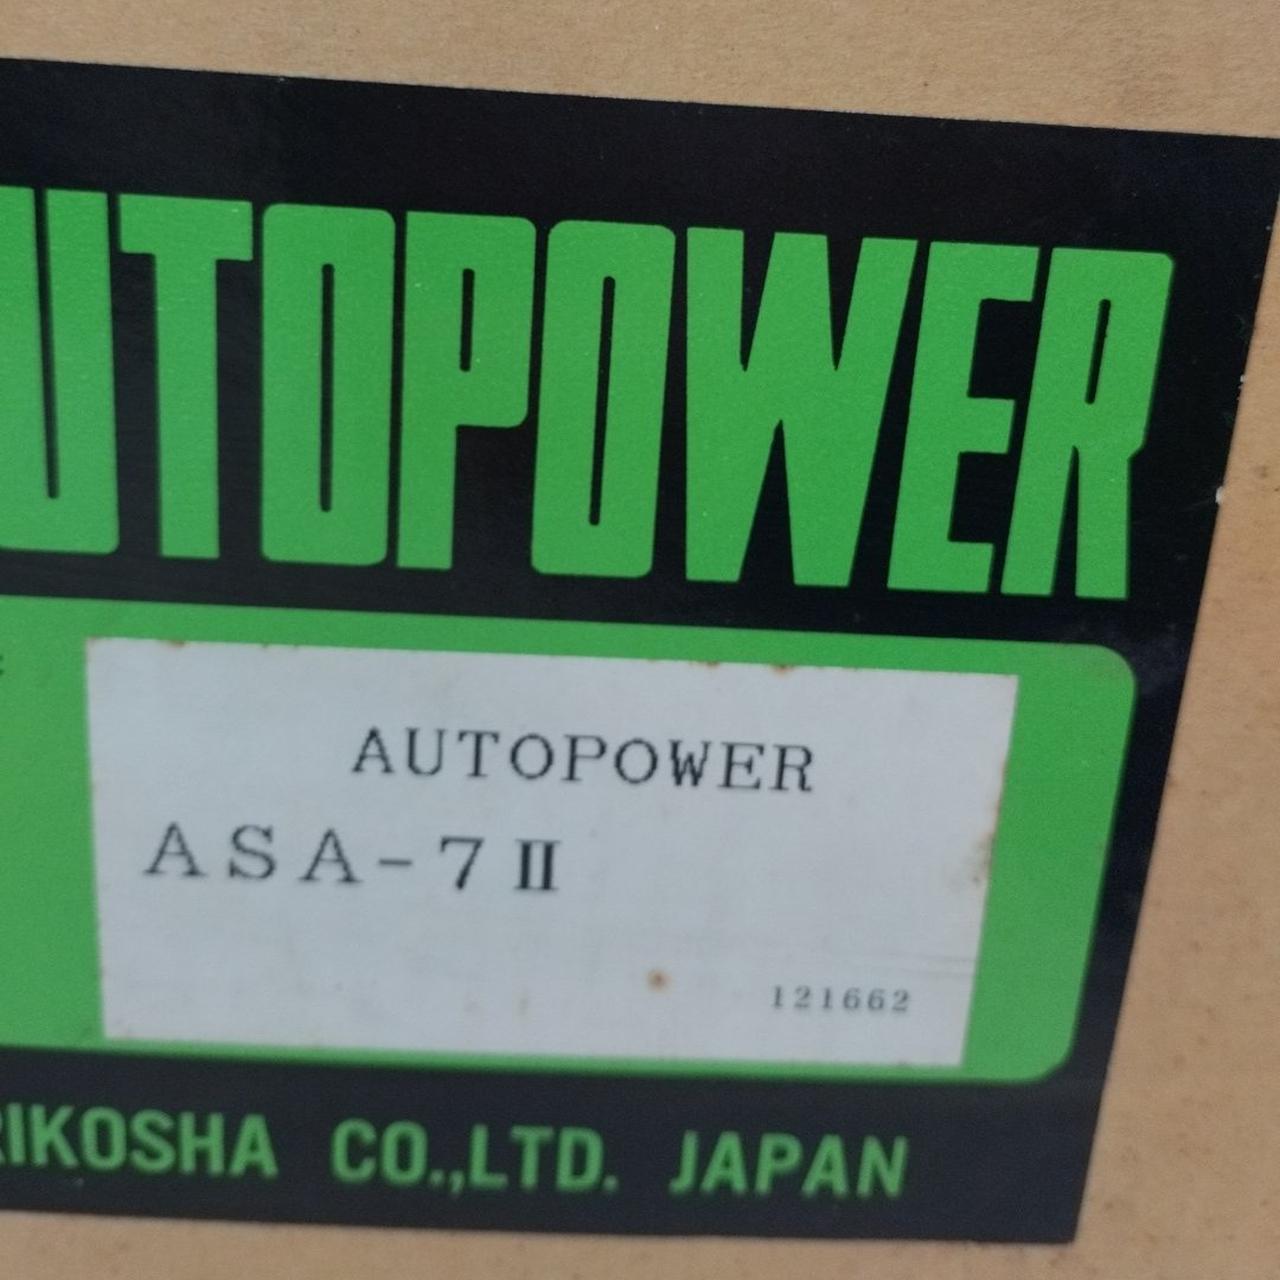 UTOPOWER
AUTOPOWER
ASA-7Ⅱ
121662
RIKOSHA CO.,LTD. JAPAN